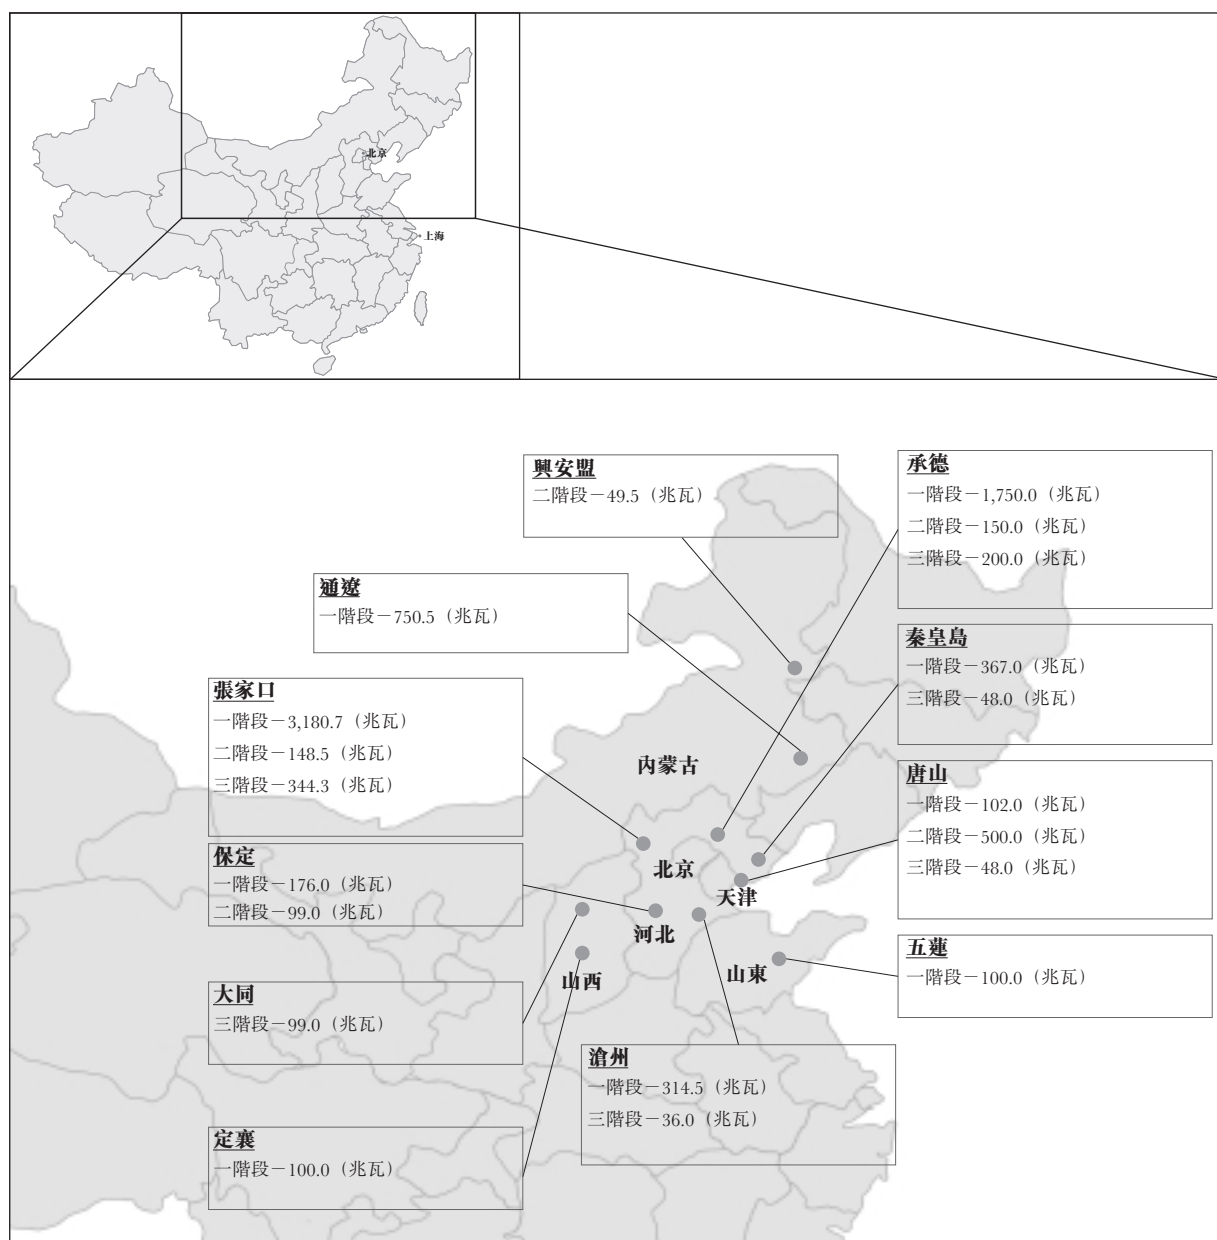 北京
上海
興安盟
二階段－49.5（兆瓦）
承德
一階段－1,750.0（兆瓦）
二階段－150.0（兆瓦）
三階段－200.0（兆瓦）
通遼
一階段－750.5（兆瓦）
秦皇島
一階段－367.0（兆瓦）
三階段－48.0（兆瓦）
張家口
一階段－3,180.7（兆瓦）
二階段－148.5（兆瓦）
三階段－344.3（兆瓦）
內蒙古
唐山
一階段－102.0（兆瓦）
二階段－500.0（兆瓦）
三階段－48.0（兆瓦）
保定
一階段－176.0（兆瓦）
二階段－99.0（兆瓦）
北京
天津
河北
山西
山東
五蓮
一階段－100.0（兆瓦）
大同
三階段－99.0（兆瓦）
滄州
一階段－314.5（兆瓦）
三階段－36.0（兆瓦）
定襄
一階段－100.0（兆瓦）